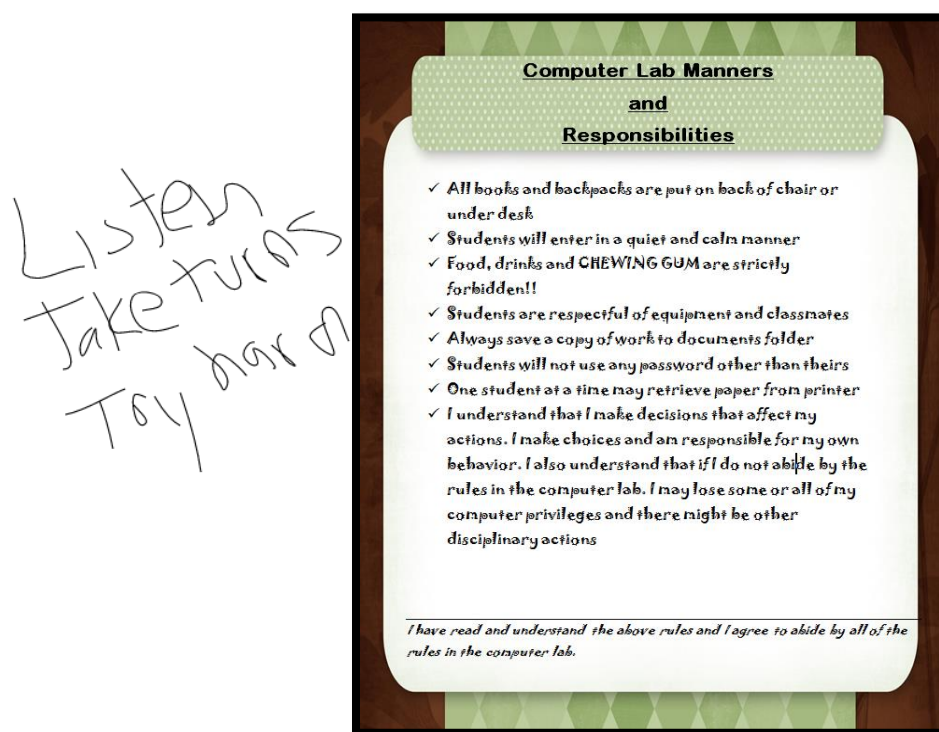 Listen
Take turns
Try hard
Computer Lab Manners
and
Responsibilities
✓ All books and backpacks are put on back of chair or
under desk
✓ Students will enter in a quiet and calm manner
✓ Food, drinks and CHEWING GUM are strictly
forbidden!!
✓ Students are respectful of equipment and classmates
✓ Always save a copy of work to documents folder
✓ Students will not use any password other than theirs
✓ One student at a time may retrieve paper from printer
✓ I understand that I make decisions that affect my
actions. I make choices and am responsible for my own
behavior. I also understand that if I do not abide by the
rules in the computer lab. I may lose some or all of my
computer privileges and there might be other
disciplinary actions
I have read and understand the above rules and I agree to abide by all of the
rules in the computer lab.